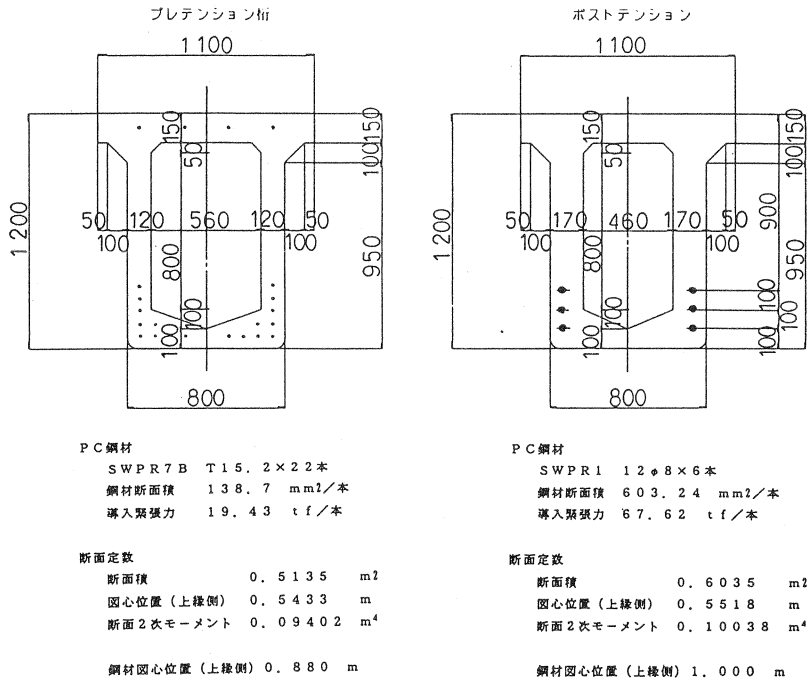 プレテンション桁
1100
150
50
150
100
1200
50 120 560 120 50
100 100
800
950
100
100
800
PC鋼材
SWPR7B T15.2×22本
鋼材断面積 138.7 mm2/本
導入緊張力 19.43 tf/本
断面定数
断面積 0.5135 m2
図心位置(上縁側) 0.5433 m
断面2次モーメント 0.09402 m4
鋼材図心位置(上縁側) 0.880 m
ポストテンション
1100
150
50
150
100
1200
50 170 460 170 50
100 100
800
900
950
100
100
100
100
100
800
PC鋼材
SWPR1 12φ8×6本
鋼材断面積 603.24 mm2/本
導入緊張力 67.62 tf/本
断面定数
断面積 0.6035 m2
図心位置(上縁側) 0.5518 m
断面2次モーメント 0.10038 m4
鋼材図心位置(上縁側) 1.000 m